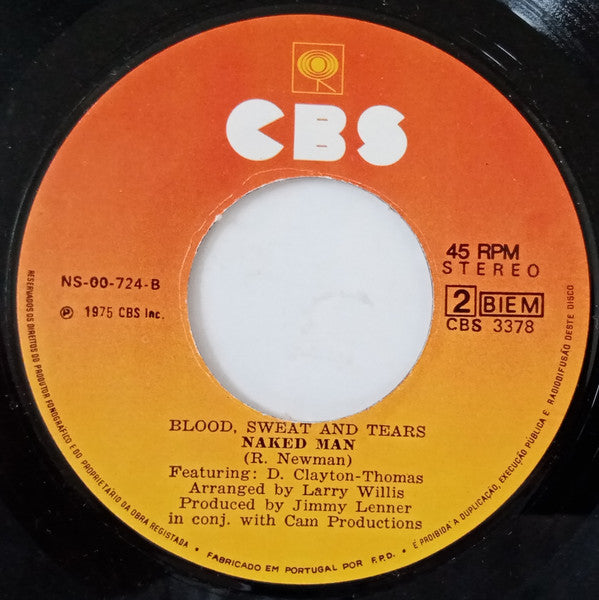 CBS
45 RPM
STEREO
NS-00-724-B
2 BIEM
℗ 1975 CBS Inc.
CBS 3378
BLOOD, SWEAT AND TEARS
NAKED MAN
(R. Newman)
Featuring: D. Clayton-Thomas
Arranged by Larry Willis
Produced by Jimmy Lenner
in conj. with Cam Productions
RESERVADOS OS DIREITOS DO PRODUTOR FONOGRÁFICO E DO PROPRIETÁRIO DA OBRA REGISTADA • FABRICADO EM PORTUGAL POR F.P.D. • É PROIBIDA A DUPLICAÇÃO, EXECUÇÃO PÚBLICA E RADIODIFUSÃO DESTE DISCO